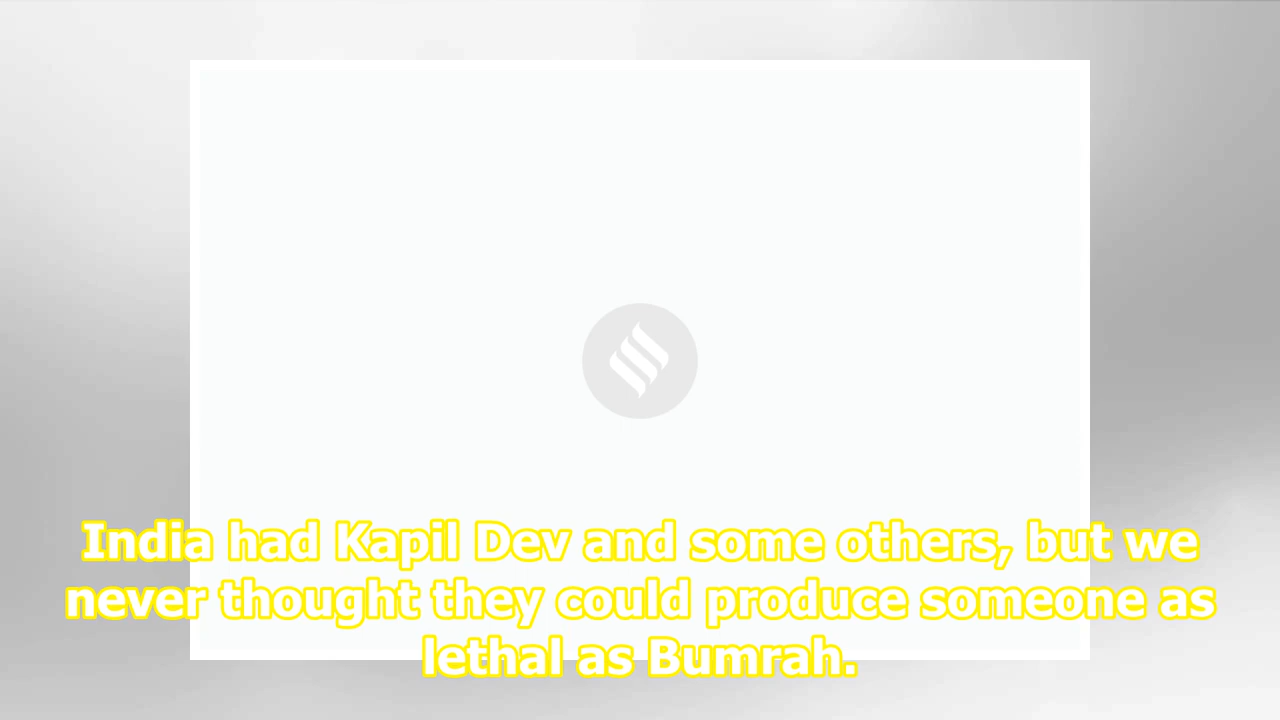 India had Kapil Dev and some others, but we
never thought they could produce someone as
lethal as Bumrah.